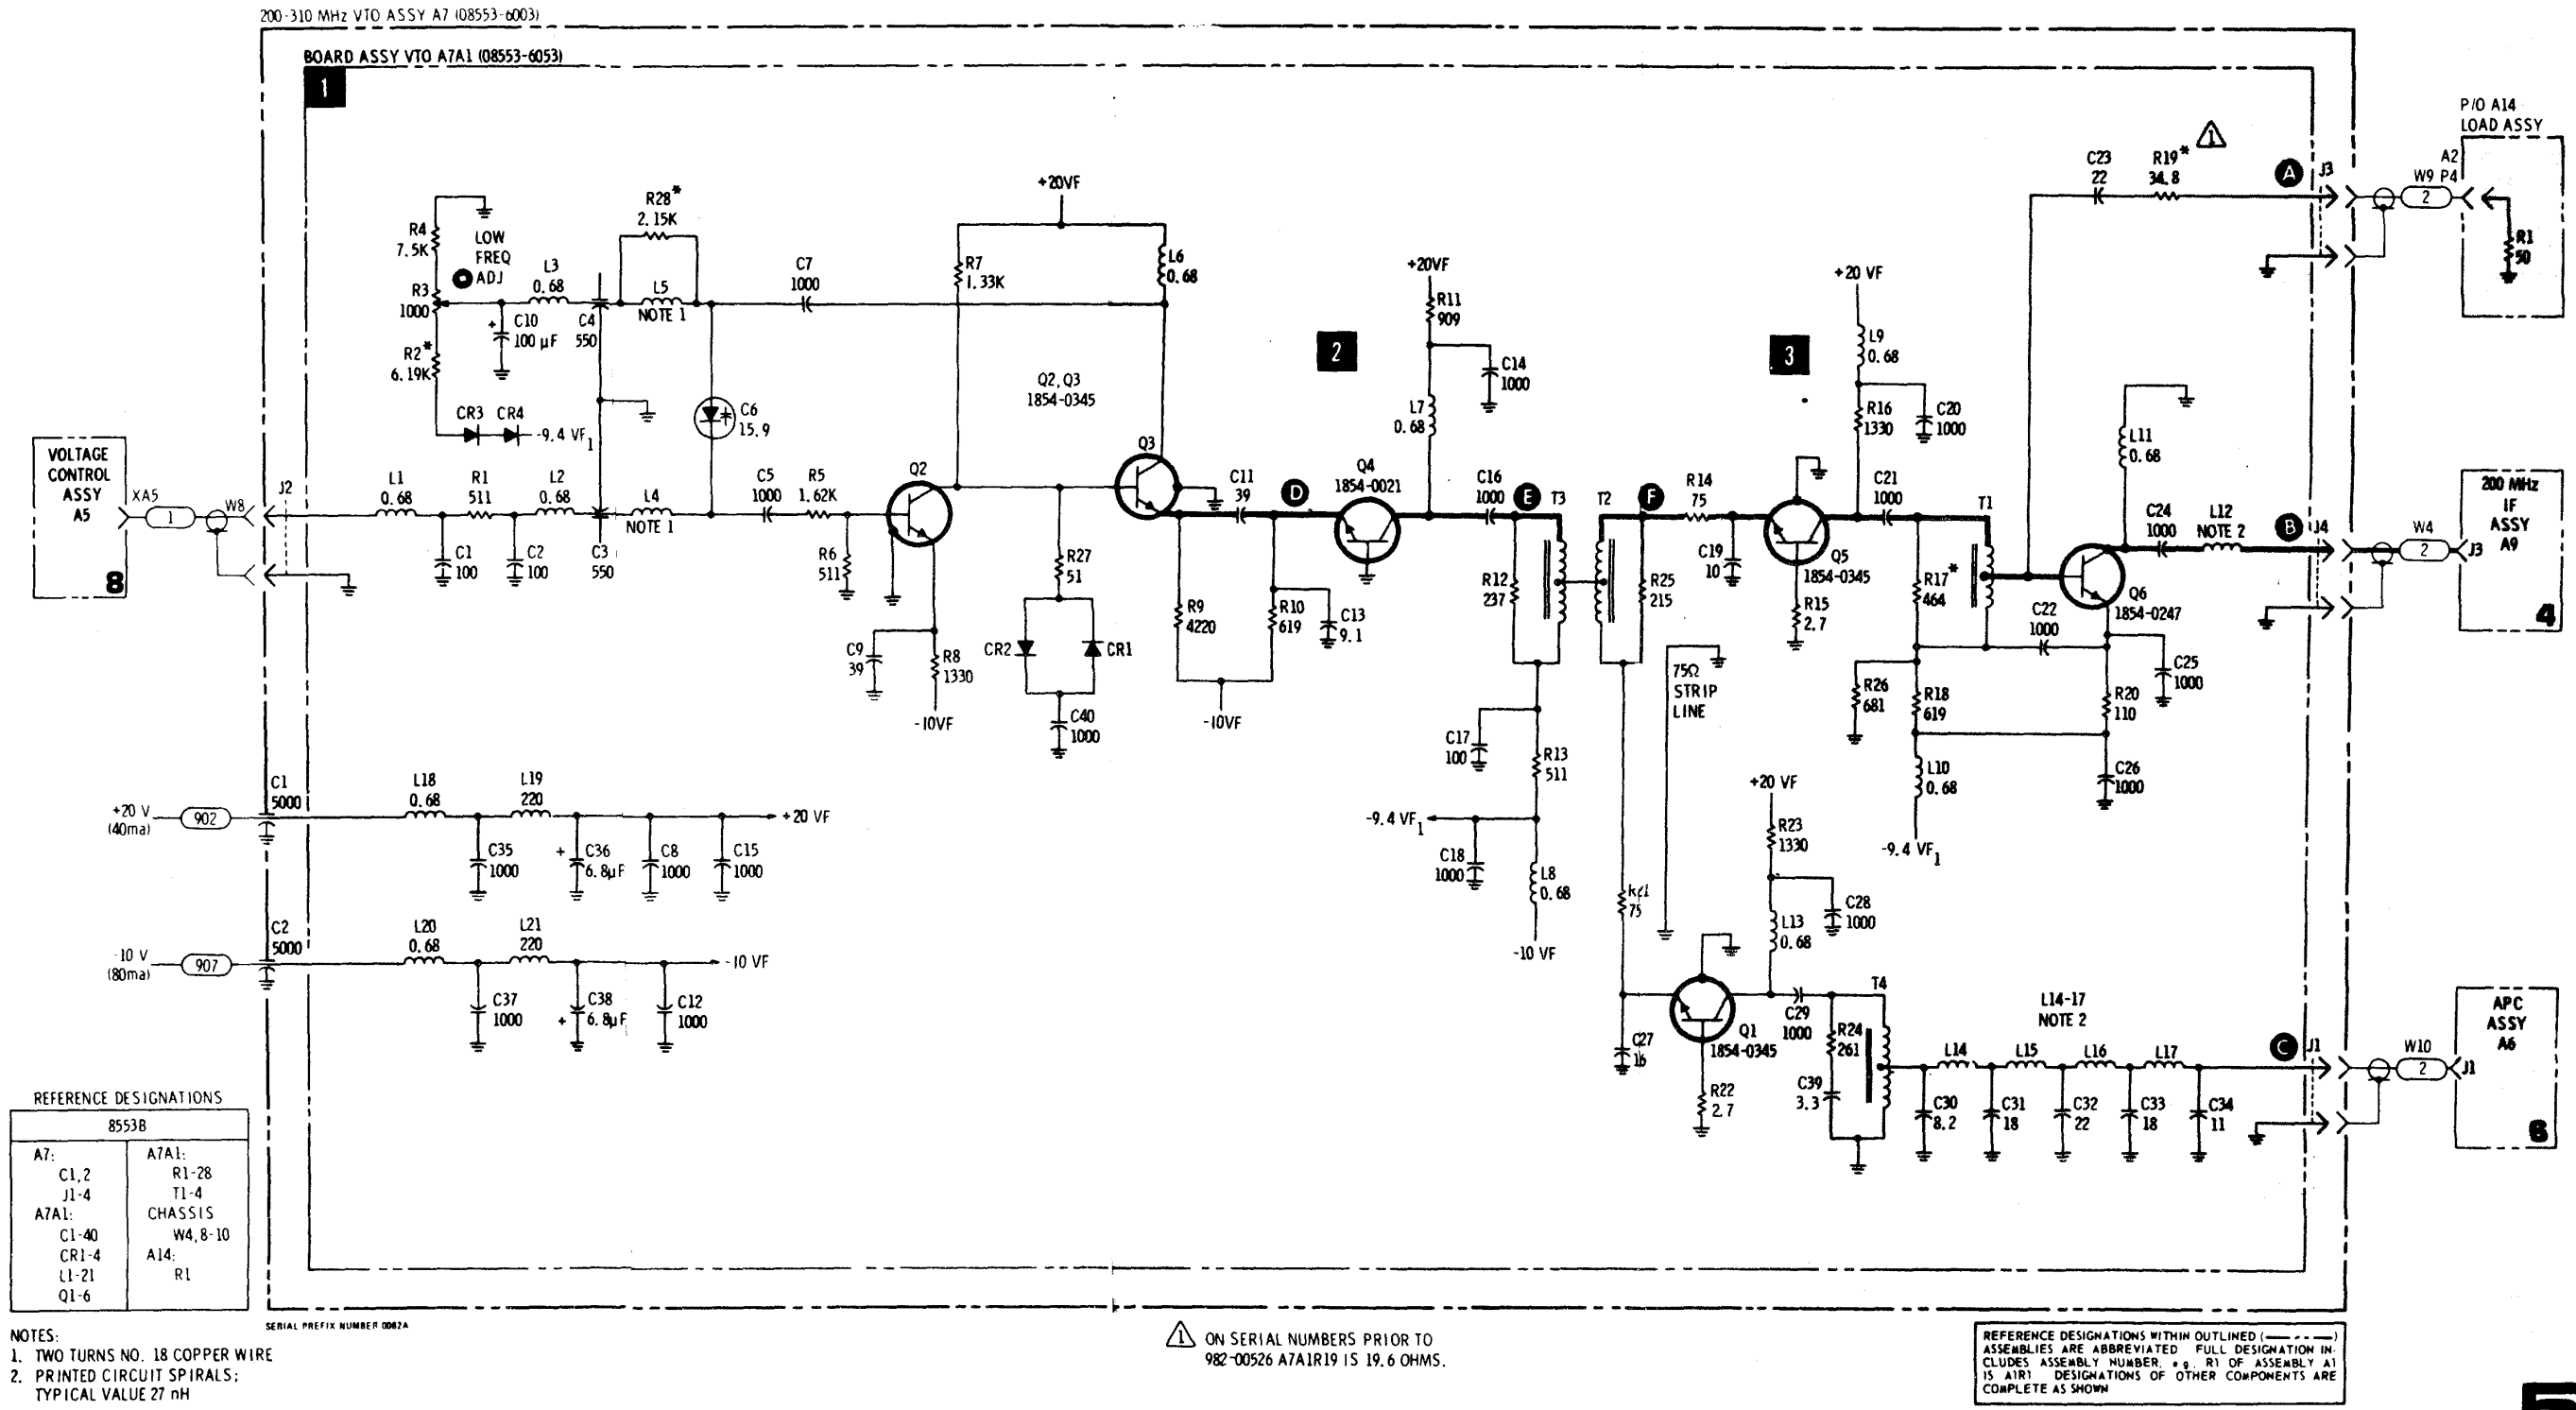 200-310 MHz VTO ASSY A7 (08553-6003)
BOARD ASSY VTO A7A1 (08553-6053)
1
P/O A14
LOAD ASSY
A2
W9 P4
2
R1
50
C23
22
R19*
34.8
1
A
J3
+20VF
R28*
2.15K
R4
7.5K
LOW
FREQ
ADJ
R3
1000
L3
0.68
C10
+
100 µF
C4
550
L5
NOTE 1
C7
1000
R7
1.33K
L6
0.68
R2*
6.19K
CR3
CR4
-9.4 VF1
C6
15.9
Q2, Q3
1854-0345
2
+20VF
R11
909
C14
1000
L7
0.68
3
+20 VF
L9
0.68
R16
1330
C20
1000
L11
0.68
VOLTAGE
CONTROL
ASSY
A5
8
XA5
1
W8
J2
L1
0.68
R1
511
L2
0.68
L4
NOTE 1
C1
100
C2
100
C3
550
C5
1000
R5
1.62K
R6
511
Q2
Q3
R27
51
C11
39
D
Q4
1854-0021
C16
1000
E
T3
T2
F
R14
75
C19
10
Q5
1854-0345
R15
2.7
C21
1000
T1
R17*
464
C22
1000
Q6
1854-0247
C24
1000
L12
NOTE 2
B
J4
W4
2
J3
200 MHz
IF
ASSY
A9
4
C9
39
R8
1330
-10VF
CR2
CR1
C40
1000
R9
4220
R10
619
C13
9.1
-10VF
R12
237
R25
215
75Ω
STRIP
LINE
C17
100
R13
511
-9.4 VF1
C18
1000
L8
0.68
-10 VF
R26
681
R18
619
R20
110
C25
1000
L10
0.68
C26
1000
-9.4 VF1
+20 V
(40ma)
902
C1
5000
L18
0.68
L19
220
+20 VF
C35
1000
+
C36
6.8µF
C8
1000
C15
1000
-10 V
(80ma)
907
C2
5000
L20
0.68
L21
220
-10 VF
C37
1000
+
C38
6.8µF
C12
1000
+20 VF
R23
1330
75
L13
0.68
C28
1000
C27
16
Q1
1854-0345
R22
2.7
C29
1000
T4
R24
261
C39
3.3
L14-17
NOTE 2
L14
L15
L16
L17
C30
8.2
C31
18
C32
22
C33
18
C34
11
C
J1
W10
2
J1
APC
ASSY
A6
6
REFERENCE DESIGNATIONS
8553B
A7:
C1,2
J1-4
A7A1:
C1-40
CR1-4
L1-21
Q1-6
A7A1:
R1-28
T1-4
CHASSIS
W4,8-10
A14:
R1
SERIAL PREFIX NUMBER 0982A
NOTES:
1. TWO TURNS NO. 18 COPPER WIRE
2. PRINTED CIRCUIT SPIRALS;
TYPICAL VALUE 27 nH
1 ON SERIAL NUMBERS PRIOR TO
982-00526 A7A1R19 IS 19.6 OHMS.
REFERENCE DESIGNATIONS WITHIN OUTLINED (— - - —)
ASSEMBLIES ARE ABBREVIATED FULL DESIGNATION IN-
CLUDES ASSEMBLY NUMBER, e g , R1 OF ASSEMBLY A1
IS A1R1 DESIGNATIONS OF OTHER COMPONENTS ARE
COMPLETE AS SHOWN